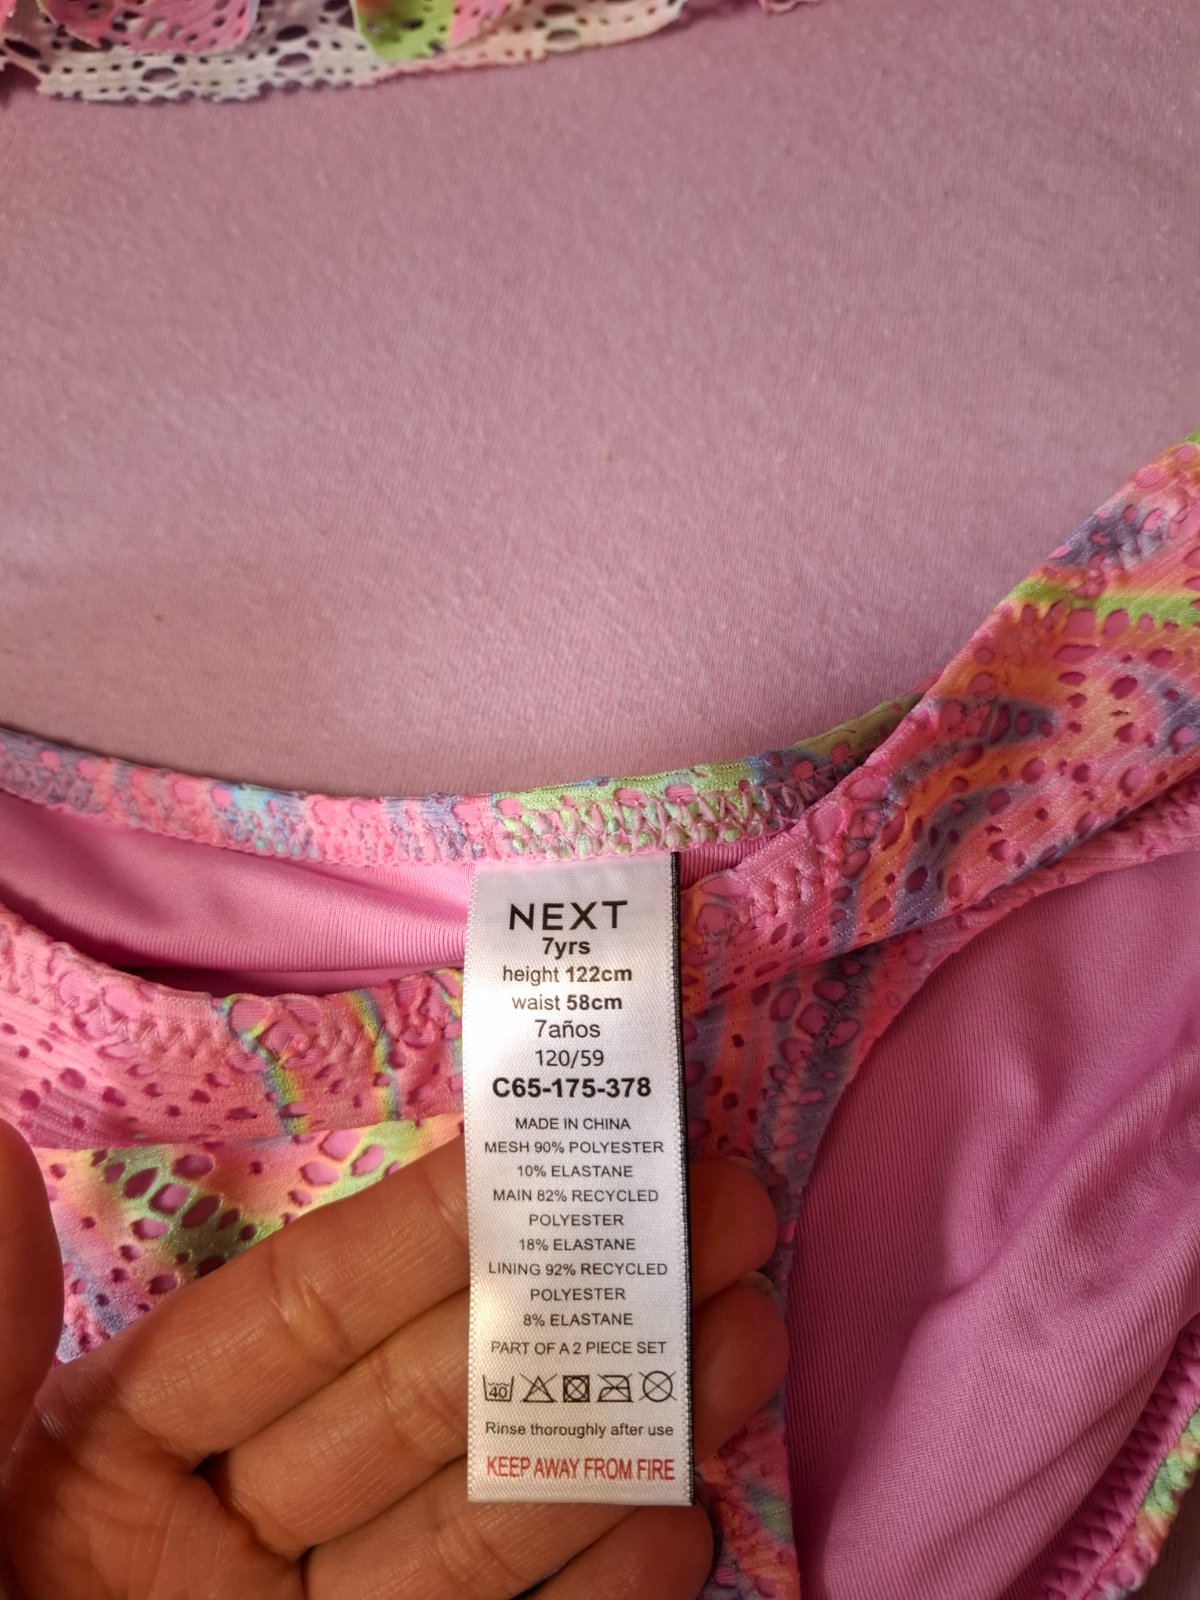 NEXT
7yrs
height 122cm
waist 58cm
7años
120/59
C65-175-378
MADE IN CHINA
MESH 90% POLYESTER
10% ELASTANE
MAIN 82% RECYCLED
POLYESTER
18% ELASTANE
LINING 92% RECYCLED
POLYESTER
8% ELASTANE
PART OF A 2 PIECE SET
40
Rinse thoroughly after use
KEEP AWAY FROM FIRE